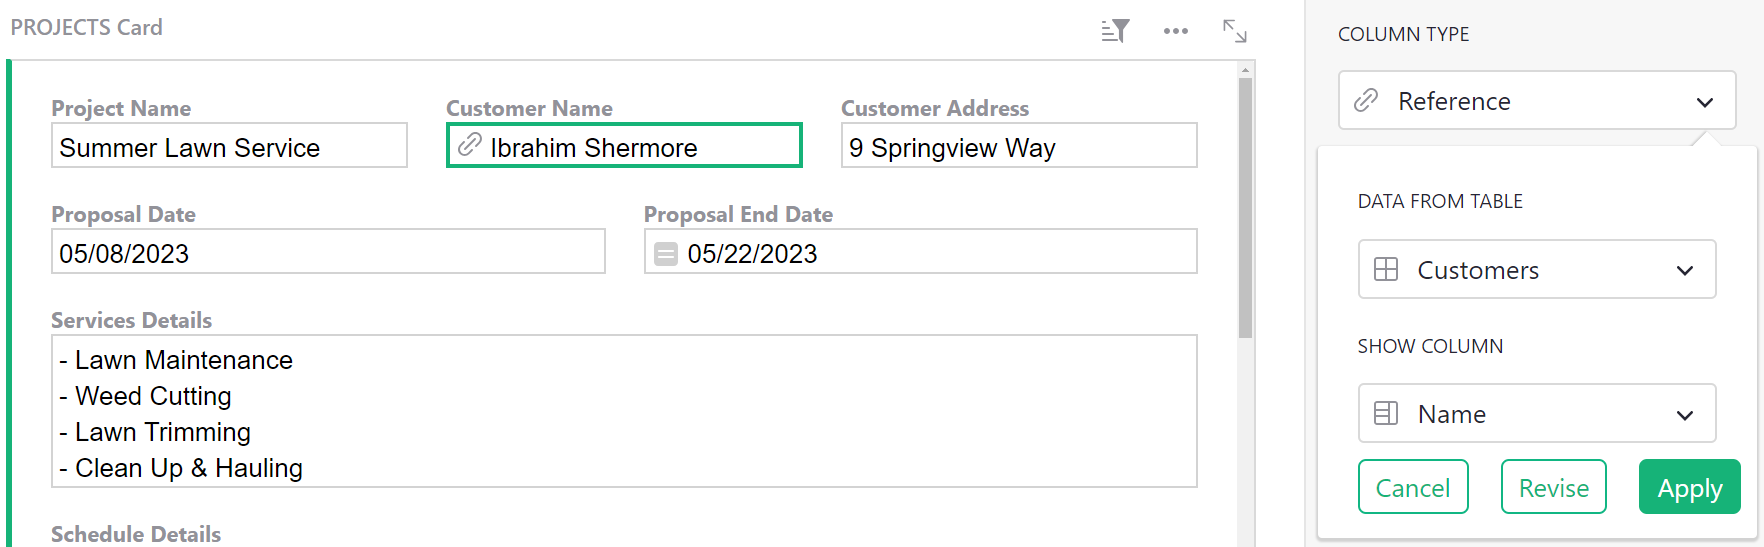 PROJECTS Card
Project Name
Customer Name
Customer Address
Summer Lawn Service
Ibrahim Shermore
9 Springview Way
Proposal Date
Proposal End Date
05/08/2023
05/22/2023
Services Details
- Lawn Maintenance
- Weed Cutting
- Lawn Trimming
- Clean Up & Hauling
Schedule Details
COLUMN TYPE
Reference
DATA FROM TABLE
Customers
SHOW COLUMN
Name
Cancel
Revise
Apply